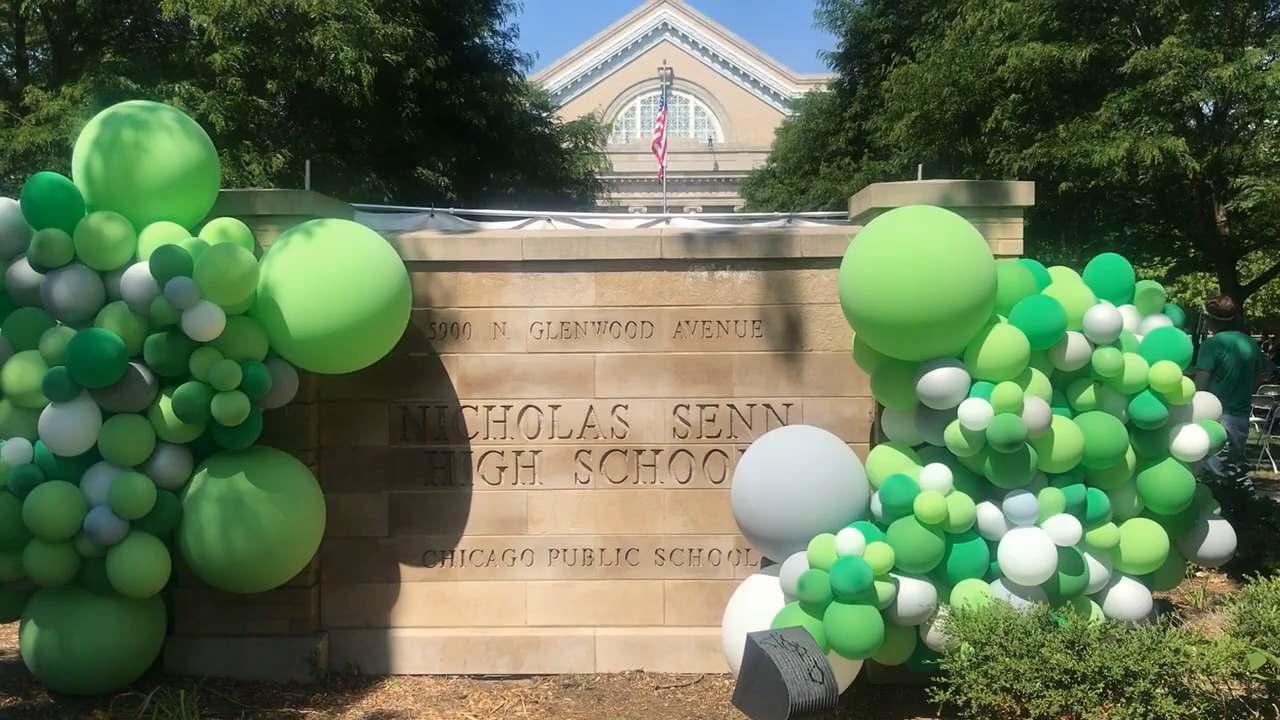 5900 N. GLENWOOD AVENUE
NICHOLAS SENN
HIGH SCHOOL
CHICAGO PUBLIC SCHOOL